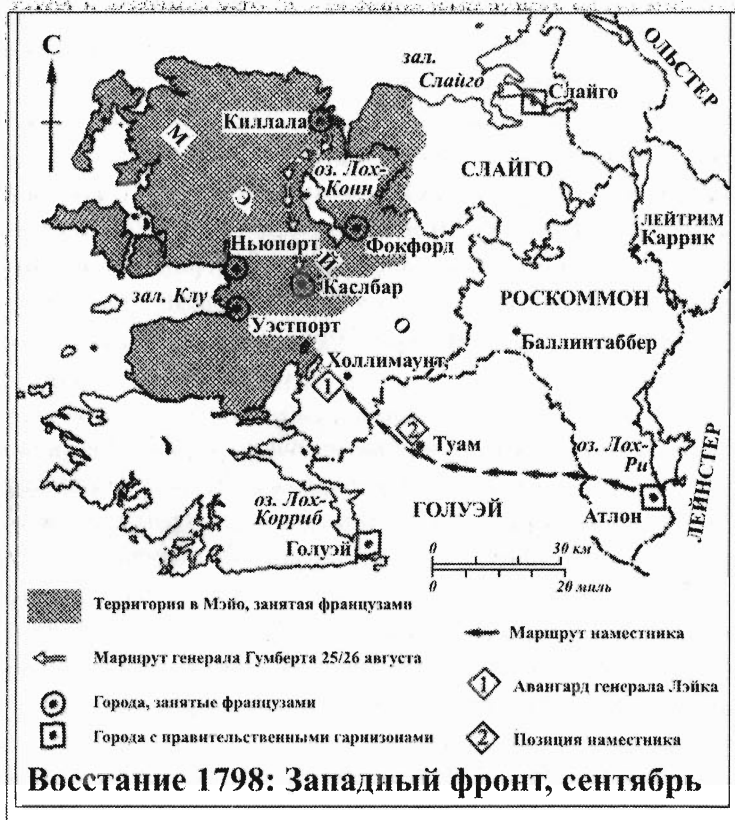 С
зал.
Слайго
Слайго
ОЛЬСТЕР
Киллала
М
оз. Лох-
Конн
СЛАЙГО
О
ЛЕЙТРИМ
Каррик
Ньюпорт
Фоксфорд
Й
зал. Клу
Каслбар
РОСКОММОН
Уэстпорт
О
Баллинтаббер
Холлимаунт
1
2
Туам
оз. Лох-
Ри
ЛЕЙНСТЕР
оз. Лох-
Корриб
ГОЛУЭЙ
Атлон
Голуэй
0 30 км
0 20 миль
Территория в Мэйо, занятая французами
Маршрут генерала Гумберта 25/26 августа
Города, занятые французами
Города с правительственными гарнизонами
Маршрут наместника
1 Авангард генерала Лэйка
2 Позиция наместника
Восстание 1798: Западный фронт, сентябрь